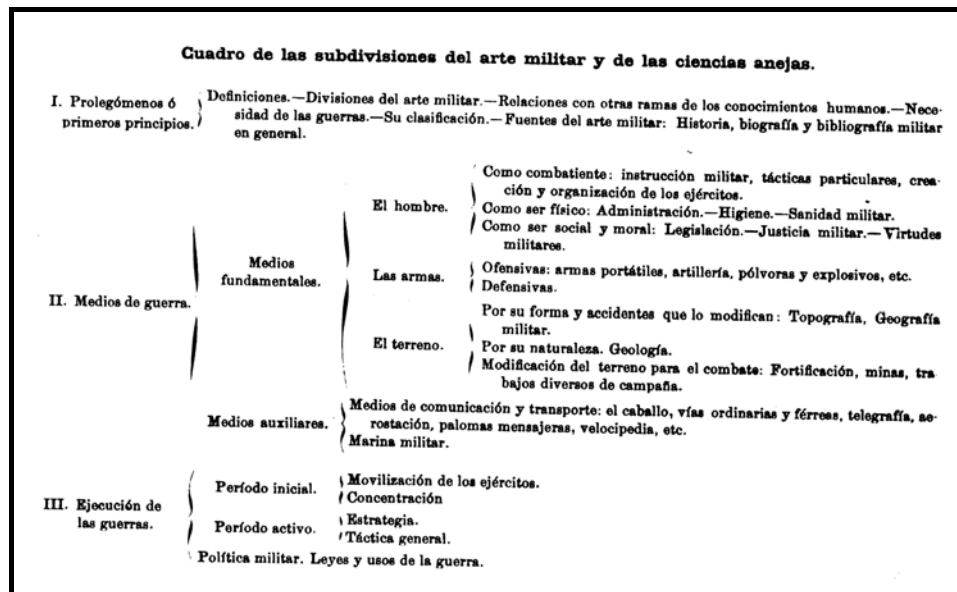 Cuadro de las subdivisiones del arte militar y de las ciencias anejas.
I. Prolegómenos ó
primeros principios.
Definiciones.—Divisiones del arte militar.—Relaciones con otras ramas de los conocimientos humanos.—Nece-
sidad de las guerras.—Su clasificación.—Fuentes del arte militar: Historia, biografía y bibliografía militar
en general.
II. Medios de guerra.
Medios
fundamentales.
El hombre.
Como combatiente: instrucción militar, tácticas particulares, crea-
ción y organización de los ejércitos.
Como ser físico: Administración.—Higiene.—Sanidad militar.
Como ser social y moral: Legislación.—Justicia militar.—Virtudes
militares.
Las armas.
Ofensivas: armas portátiles, artillería, pólvoras y explosivos, etc.
Defensivas.
El terreno.
Por su forma y accidentes que lo modifican: Topografía, Geografía
militar.
Por su naturaleza. Geología.
Modificación del terreno para el combate: Fortificación, minas, tra
bajos diversos de campaña.
Medios auxiliares.
Medios de comunicación y transporte: el caballo, vías ordinarias y férreas, telegrafía, ae-
rostación, palomas mensajeras, velocipedia, etc.
Marina militar.
III. Ejecución de
las guerras.
Período inicial.
Movilización de los ejércitos.
Concentración
Período activo.
Estrategia.
Táctica general.
Política militar. Leyes y usos de la guerra.